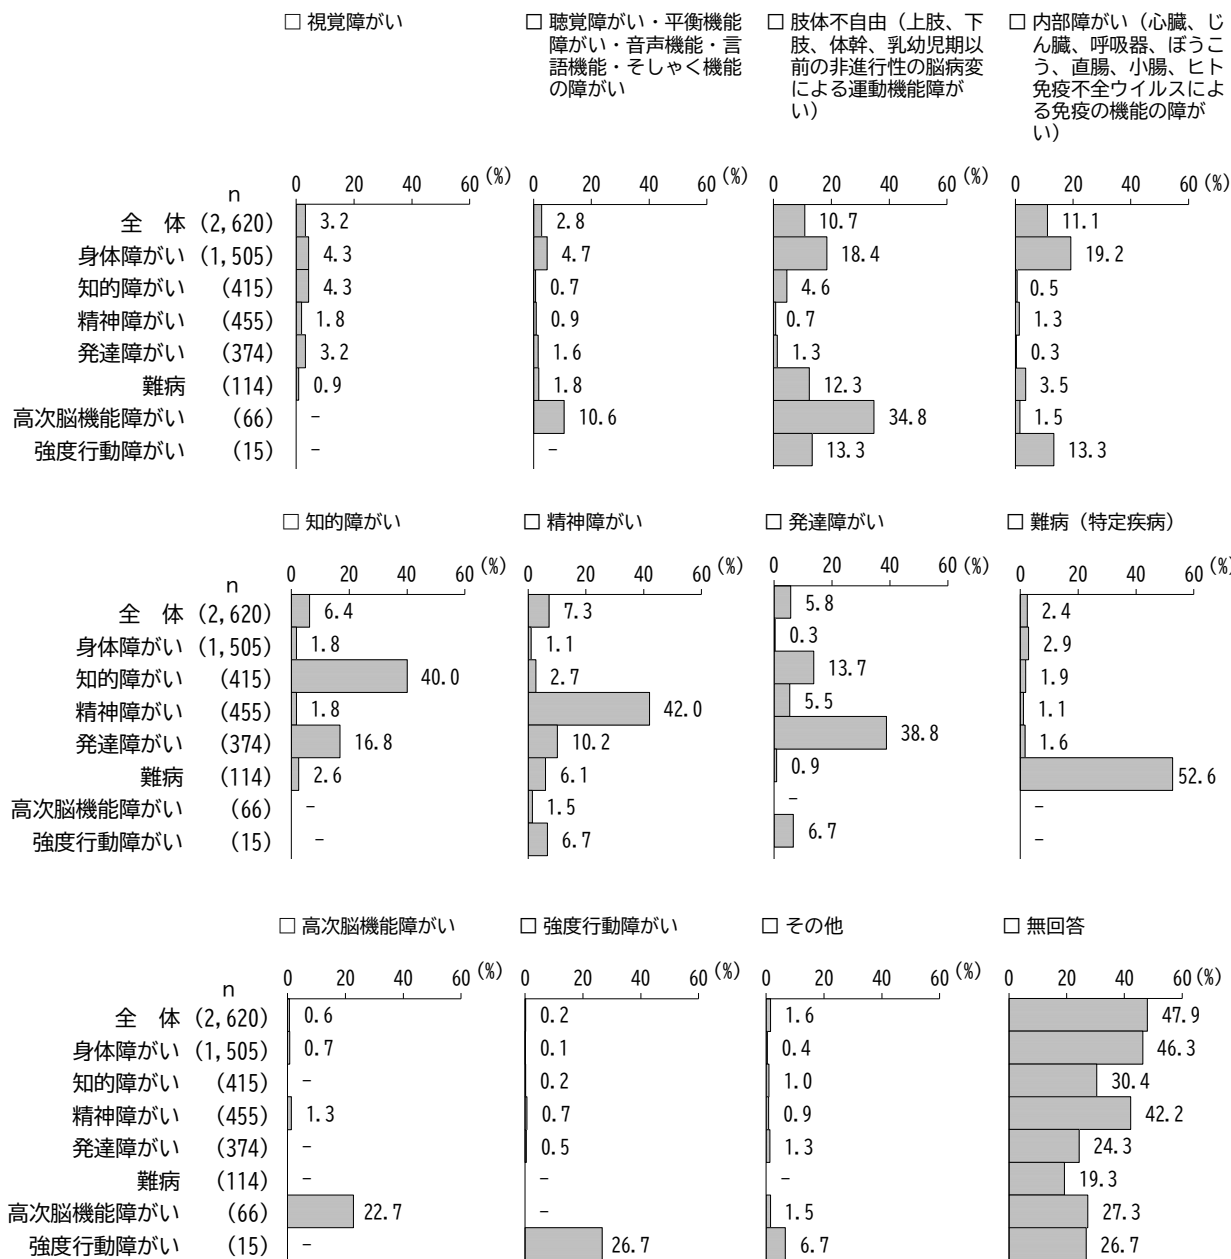 □ 視覚障がい
□ 聴覚障がい・平衡機能
障がい・音声機能・言
語機能・そしゃく機能
の障がい
□ 肢体不自由（上肢、下
肢、体幹、乳幼児期以
前の非進行性の脳病変
による運動機能障が
い）
□ 内部障がい（心臓、じ
ん臓、呼吸器、ぼうこ
う、直腸、小腸、ヒト
免疫不全ウイルスによ
る免疫の機能の障が
い）
n 0 20 40 60 (%) 0 20 40 60 (%) 0 20 40 60 (%) 0 20 40 60 (%)
全 体 (2,620) 3.2 2.8 10.7 11.1
身体障がい (1,505) 4.3 4.7 18.4 19.2
知的障がい (415) 4.3 0.7 4.6 0.5
精神障がい (455) 1.8 0.9 0.7 1.3
発達障がい (374) 3.2 1.6 1.3 0.3
難病 (114) 0.9 1.8 12.3 3.5
高次脳機能障がい (66) － 10.6 34.8 1.5
強度行動障がい (15) － － 13.3 13.3
□ 知的障がい
□ 精神障がい
□ 発達障がい
□ 難病（特定疾病）
n 0 20 40 60 (%) 0 20 40 60 (%) 0 20 40 60 (%) 0 20 40 60 (%)
全 体 (2,620) 6.4 7.3 5.8 2.4
身体障がい (1,505) 1.8 1.1 0.3 2.9
知的障がい (415) 40.0 2.7 13.7 1.9
精神障がい (455) 1.8 42.0 5.5 1.1
発達障がい (374) 16.8 10.2 38.8 1.6
難病 (114) 2.6 6.1 0.9 52.6
高次脳機能障がい (66) － 1.5 － －
強度行動障がい (15) － 6.7 6.7 －
□ 高次脳機能障がい
□ 強度行動障がい
□ その他
□ 無回答
n 0 20 40 60 (%) 0 20 40 60 (%) 0 20 40 60 (%) 0 20 40 60 (%)
全 体 (2,620) 0.6 0.2 1.6 47.9
身体障がい (1,505) 0.7 0.1 0.4 46.3
知的障がい (415) － 0.2 1.0 30.4
精神障がい (455) 1.3 0.7 0.9 42.2
発達障がい (374) － 0.5 1.3 24.3
難病 (114) － － － 19.3
高次脳機能障がい (66) 22.7 － 1.5 27.3
強度行動障がい (15) － 26.7 6.7 26.7